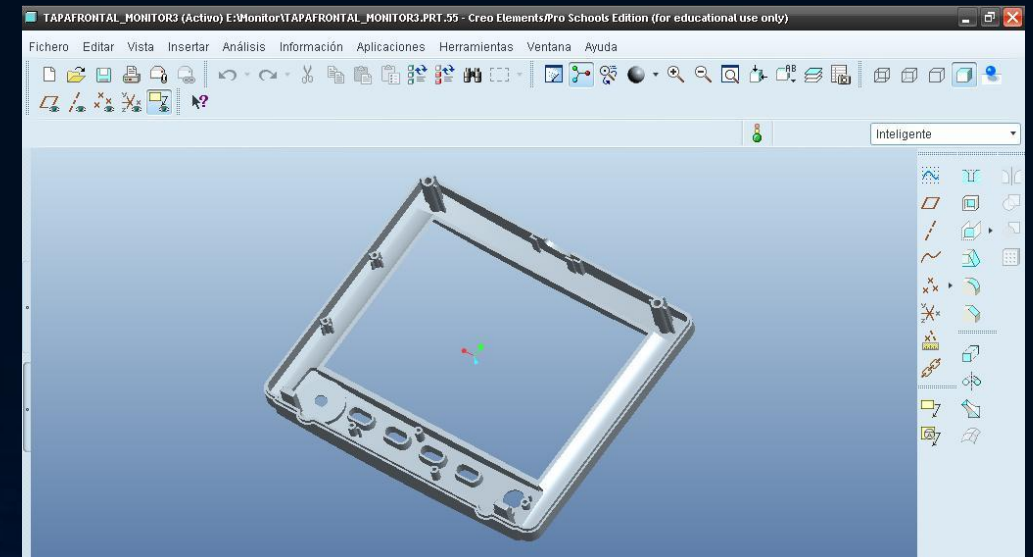 TAPAFRONTAL_MONITOR3 (Activo) E:\Monitor\TAPAFRONTAL_MONITOR3.PRT.55 - Creo Elements/Pro Schools Edition (for educational use only)
Fichero Editar Vista Insertar Análisis Información Aplicaciones Herramientas Ventana Ayuda
Inteligente